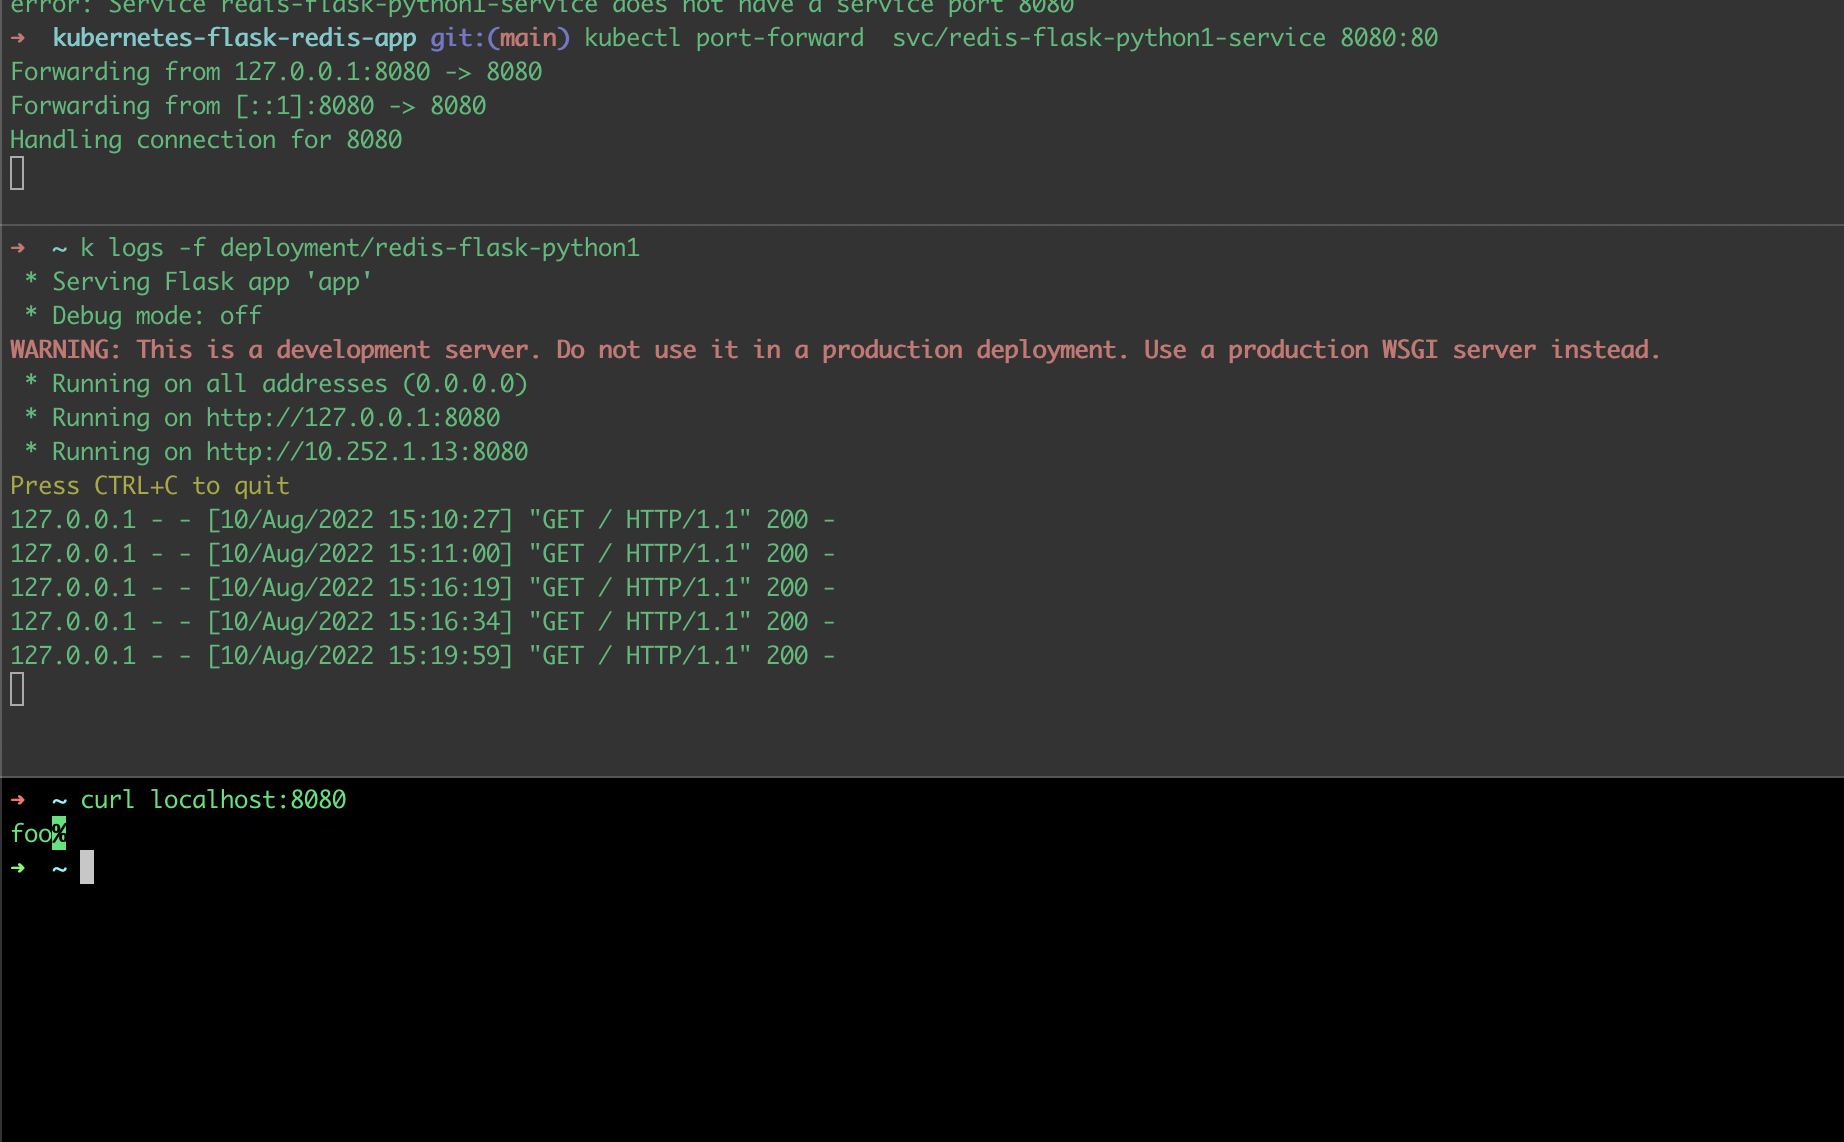 error: Service redis-flask-python1-service does not have a service port 8080
➜  kubernetes-flask-redis-app git:(main) kubectl port-forward  svc/redis-flask-python1-service 8080:80
Forwarding from 127.0.0.1:8080 -> 8080
Forwarding from [::1]:8080 -> 8080
Handling connection for 8080
➜  ~ k logs -f deployment/redis-flask-python1
 * Serving Flask app 'app'
 * Debug mode: off
WARNING: This is a development server. Do not use it in a production deployment. Use a production WSGI server instead.
 * Running on all addresses (0.0.0.0)
 * Running on http://127.0.0.1:8080
 * Running on http://10.252.1.13:8080
Press CTRL+C to quit
127.0.0.1 - - [10/Aug/2022 15:10:27] "GET / HTTP/1.1" 200 -
127.0.0.1 - - [10/Aug/2022 15:11:00] "GET / HTTP/1.1" 200 -
127.0.0.1 - - [10/Aug/2022 15:16:19] "GET / HTTP/1.1" 200 -
127.0.0.1 - - [10/Aug/2022 15:16:34] "GET / HTTP/1.1" 200 -
127.0.0.1 - - [10/Aug/2022 15:19:59] "GET / HTTP/1.1" 200 -
➜  ~ curl localhost:8080
foo%
➜  ~